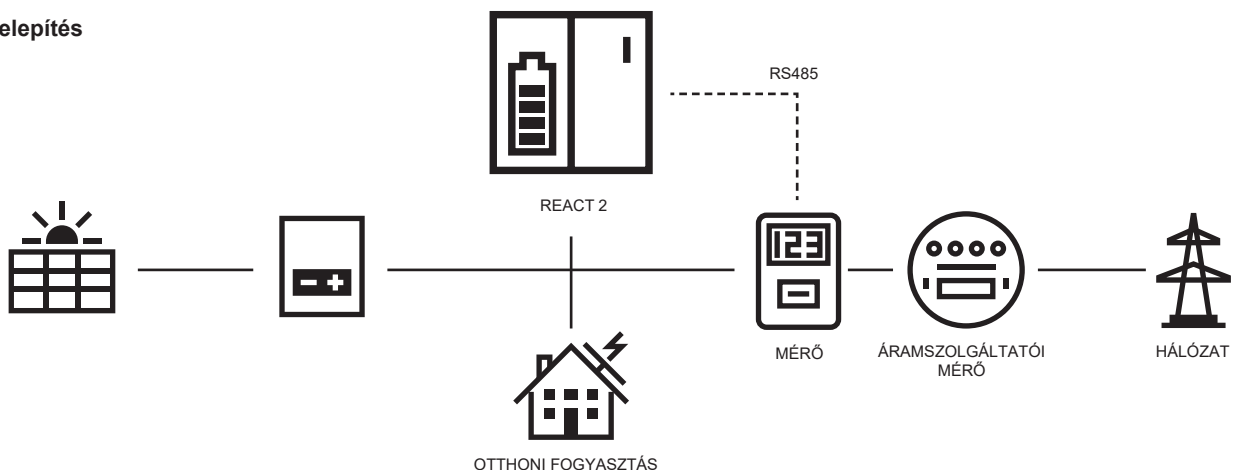 elepítés
RS485
REACT 2
123
MÉRŐ
ÁRAMSZOLGÁLTATÓI
MÉRŐ
HÁLÓZAT
OTTHONI FOGYASZTÁS